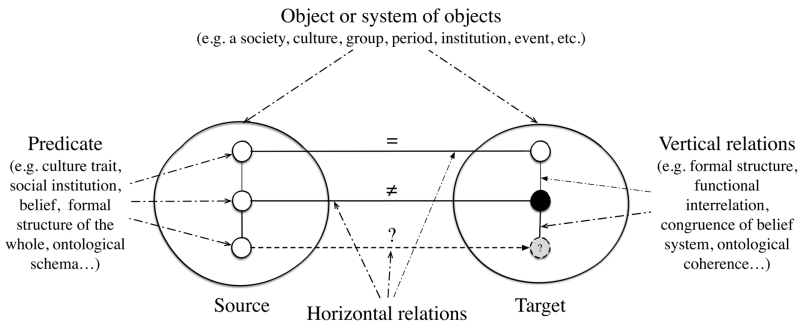 Object or system of objects
(e.g. a society, culture, group, period, institution, event, etc.)
Predicate
(e.g. culture trait,
social institution,
belief, formal
structure of the
whole, ontological
schema…)
=
≠
?
?
Vertical relations
(e.g. formal structure,
functional
interrelation,
congruence of belief
system, ontological
coherence…)
Source
Horizontal relations
Target